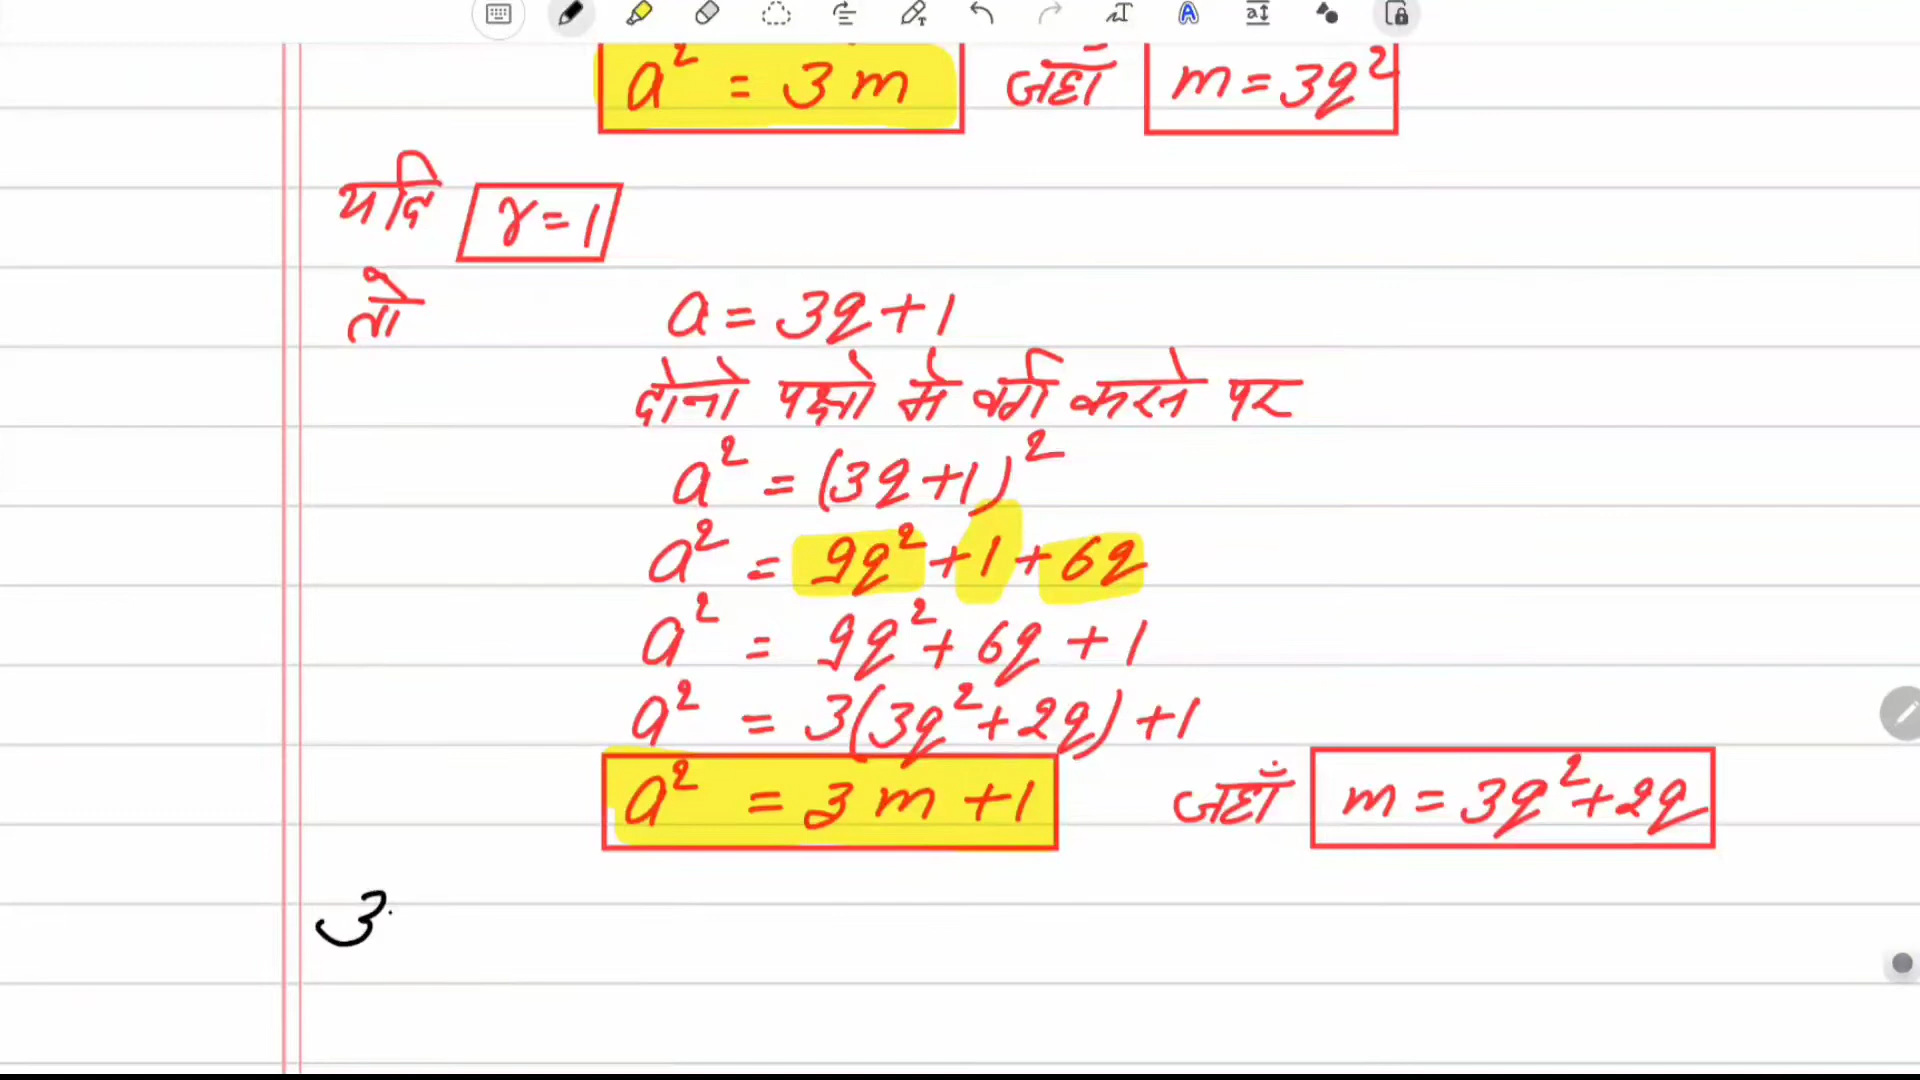 a² = 3m जहाँ m = 3q²
यदि r = 1
तो
a = 3q + 1
दोनो पक्षो मे वर्ग करने पर
a² = (3q + 1)²
a² = 9q² + 1 + 6q
a² = 9q² + 6q + 1
a² = 3(3q² + 2q) + 1
a² = 3m + 1 जहाँ m = 3q² + 2q